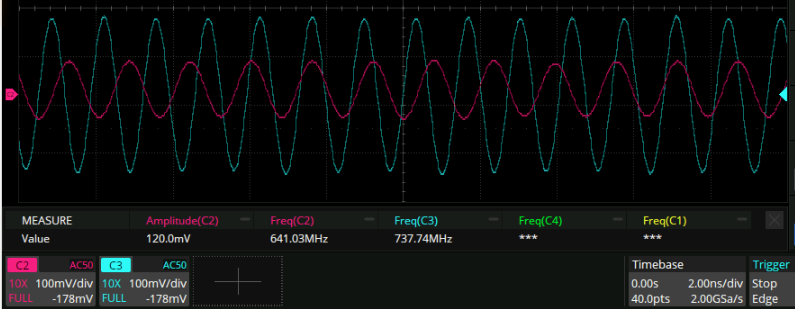 C2
MEASURE Amplitude(C2) Freq(C2) Freq(C3) Freq(C4) Freq(C1)
Value 120.0mV 641.03MHz 737.74MHz *** ***
C2 AC50 C3 AC50 Timebase Trigger
10X 100mV/div 10X 100mV/div 0.00s 2.00ns/div Stop
FULL -178mV FULL -178mV 40.0pts 2.00GSa/s Edge